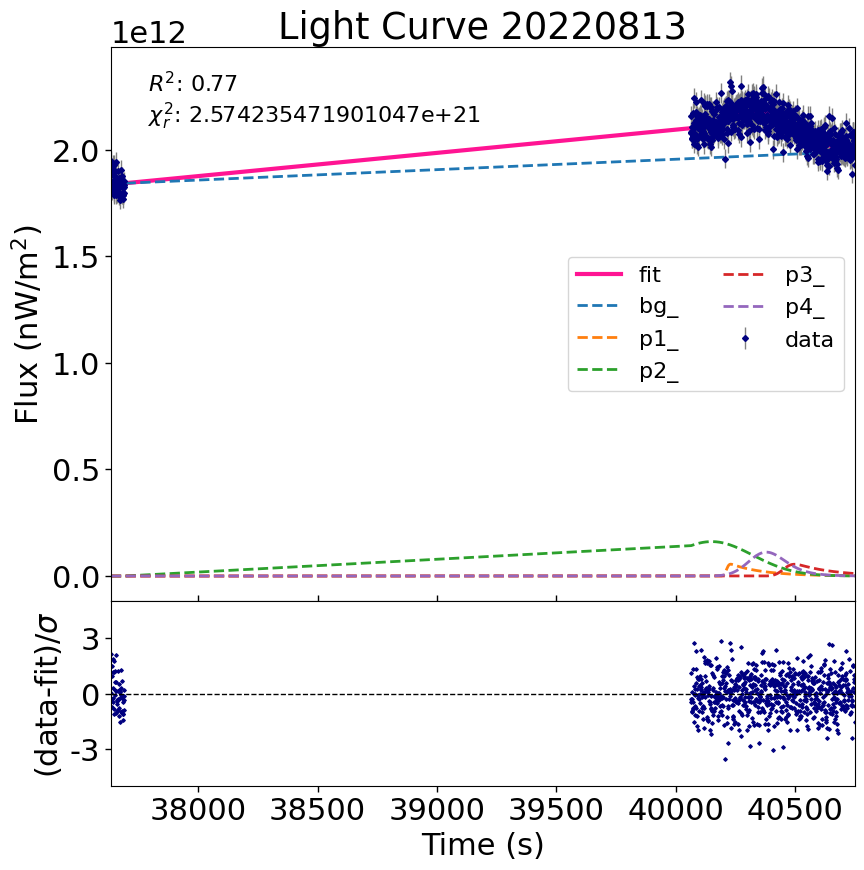 Light Curve 20220813
1e12
R²: 0.77
χ²ᵣ: 2.574235471901047e+21
Flux (nW/m²)
2.0
1.5
1.0
0.5
0.0
fit
bg_
p1_
p2_
p3_
p4_
data
(data-fit)/σ
3
0
-3
38000 38500 39000 39500 40000 40500
Time (s)